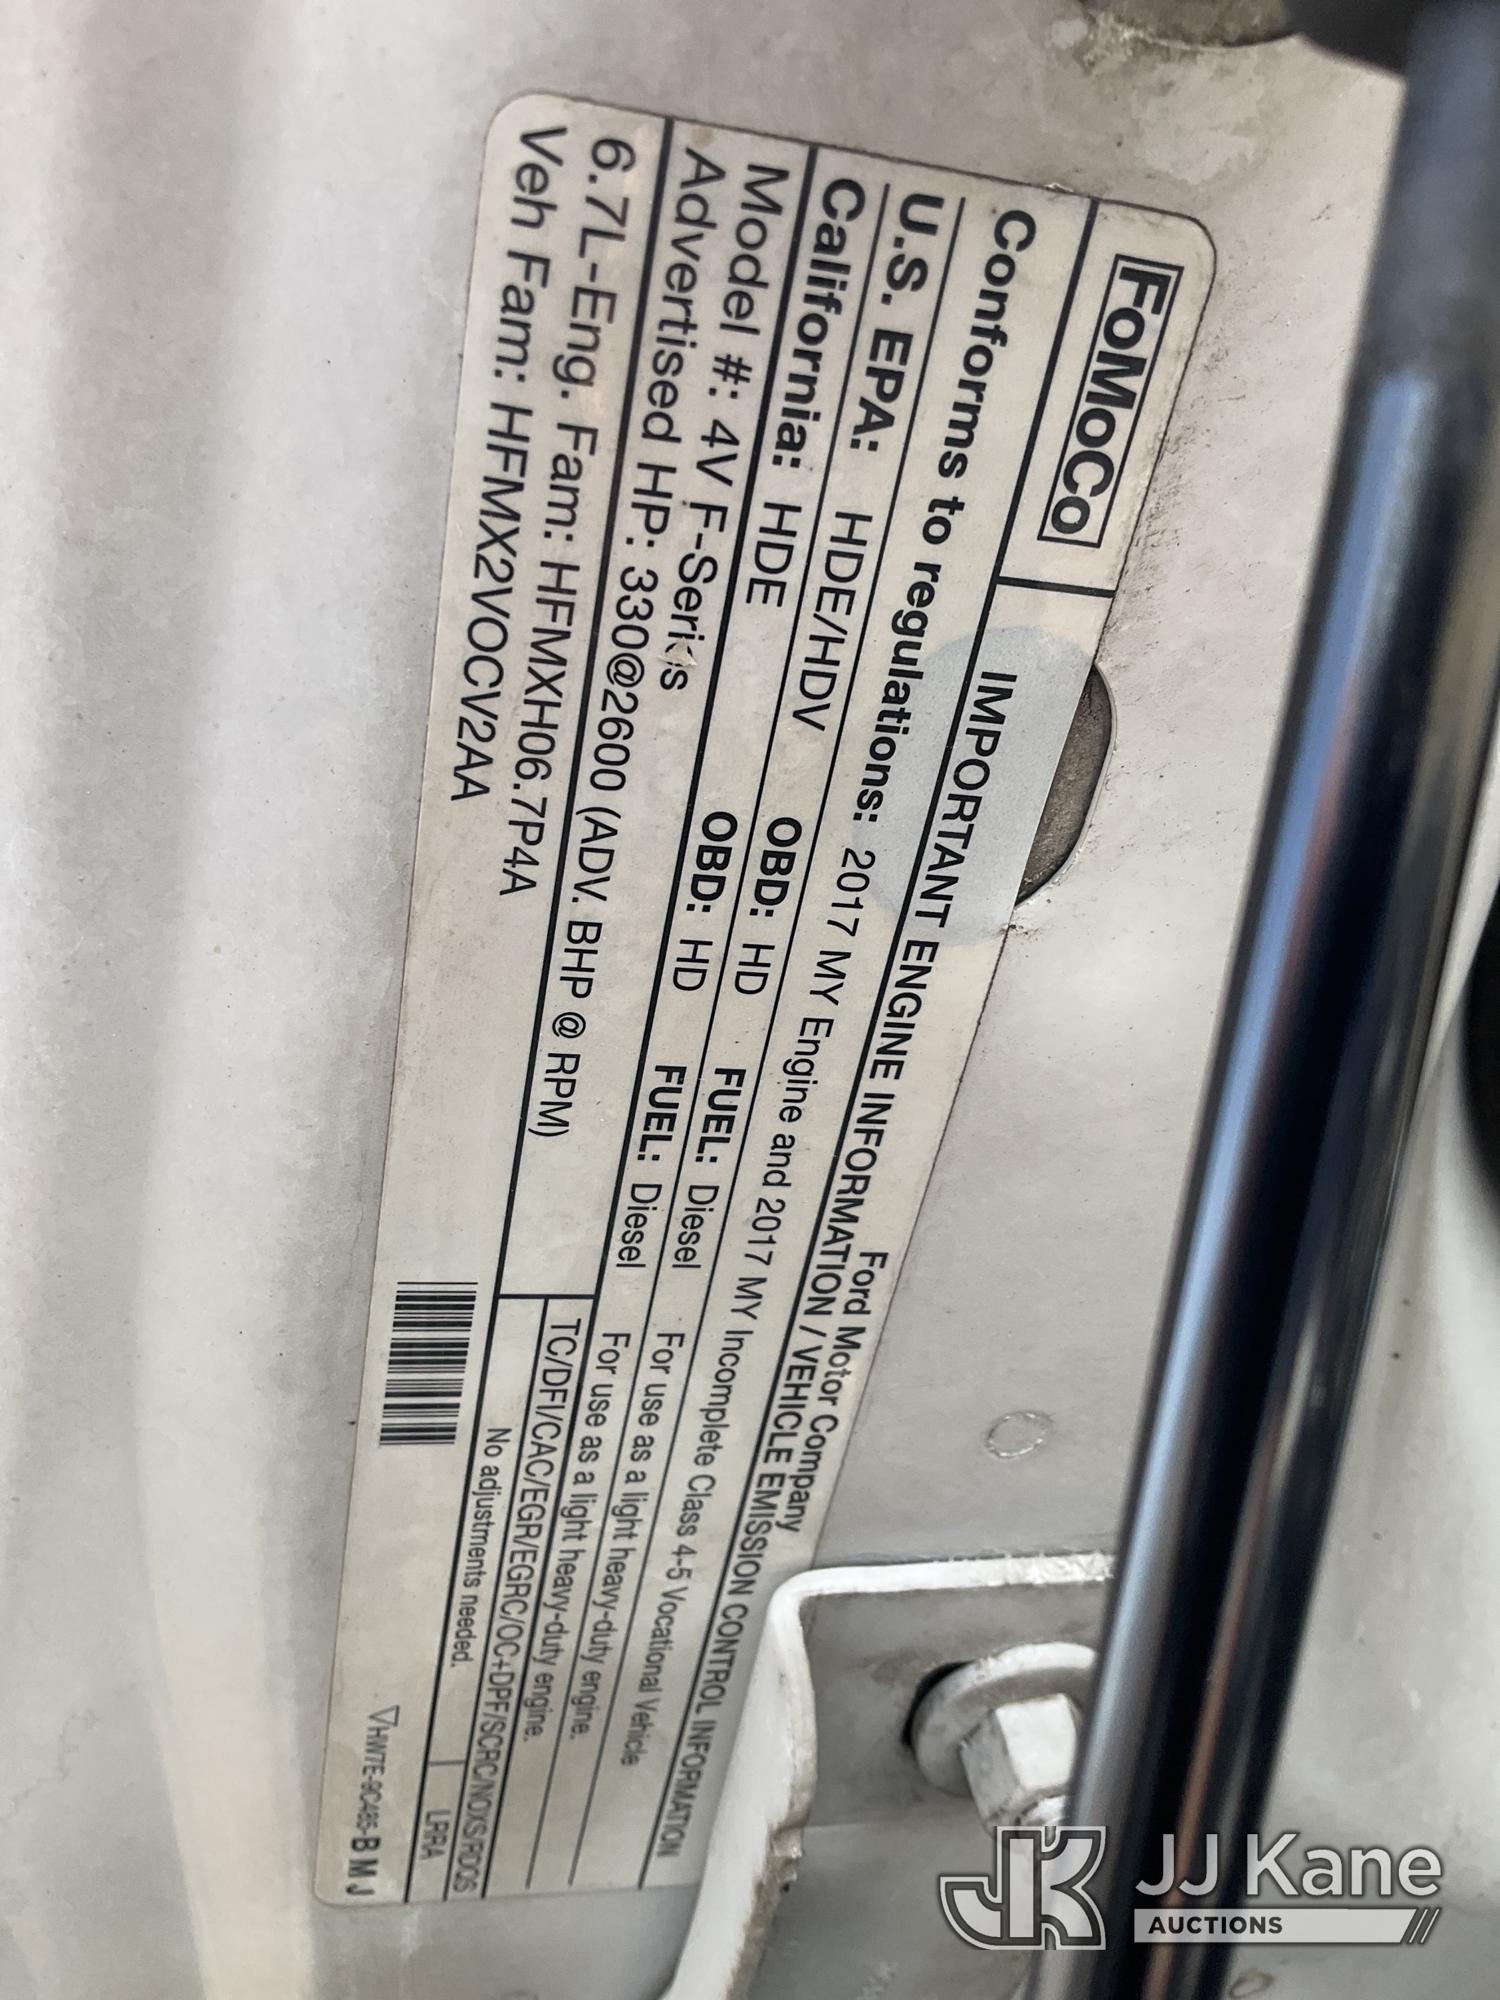 FoMoCo
Ford Motor Company
IMPORTANT ENGINE INFORMATION / VEHICLE EMISSION CONTROL INFORMATION
Conforms to regulations: 2017 MY Engine and 2017 MY Incomplete Class 4-5 Vocational Vehicle
U.S. EPA: HDE/HDV OBD: HD FUEL: Diesel For use as a light heavy-duty engine.
California: HDE OBD: HD FUEL: Diesel For use as a light heavy-duty engine.
Model #: 4V F-Series
Advertised HP: 330@2600 (ADV. BHP @ RPM)
TC/DFI/CAC/EGR/EGRC/OC+DPF/SCRC/NOXS/RDQS
6.7L-Eng. Fam: HFMXH06.7P4A
No adjustments needed. LRRA
Veh Fam: HFMX2VOCV2AA
HW7E-9C485-B M J
JK JJ Kane
AUCTIONS